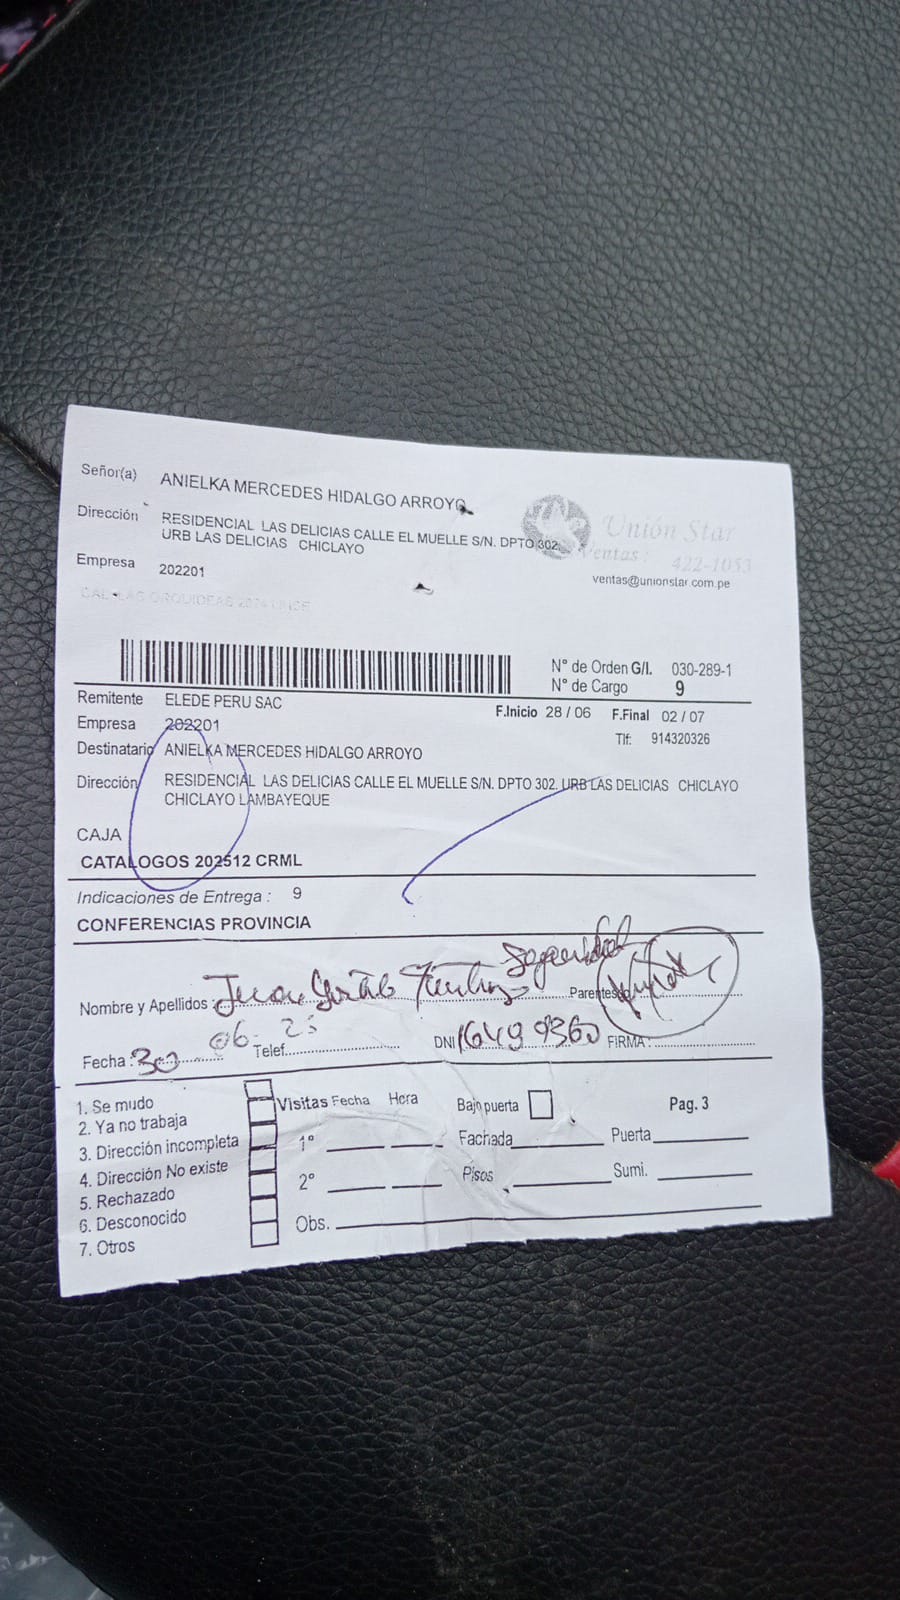 Señor(a) ANIELKA MERCEDES HIDALGO ARROYO
Dirección RESIDENCIAL LAS DELICIAS CALLE EL MUELLE S/N. DPTO 302.
URB LAS DELICIAS CHICLAYO
Empresa 202201
Unión Star
Ventas : 422-1053
ventas@unionstar.com.pe
CAL LAS ORQUIDEAS 2674 LINCE
N° de Orden G/I. 030-289-1
N° de Cargo 9
Remitente ELEDE PERU SAC
F.Inicio 28 / 06 F.Final 02 / 07
Empresa 202201
Tlf: 914320326
Destinatario ANIELKA MERCEDES HIDALGO ARROYO
Dirección RESIDENCIAL LAS DELICIAS CALLE EL MUELLE S/N. DPTO 302. URB LAS DELICIAS CHICLAYO
CHICLAYO LAMBAYEQUE
CAJA
CATALOGOS 202512 CRML
Indicaciones de Entrega : 9
CONFERENCIAS PROVINCIA
Seguridad
Nombre y Apellidos : Juan
Fecha : 30 06. 25 Telef. DNI 16499360 FIRMA :
1. Se mudo
2. Ya no trabaja
3. Dirección incompleta
4. Dirección No existe
5. Rechazado
6. Desconocido
7. Otros
Visitas Fecha Hora Bajo puerta Pag. 3
1° Fachada Puerta
2° Pisos Sumi.
Obs.